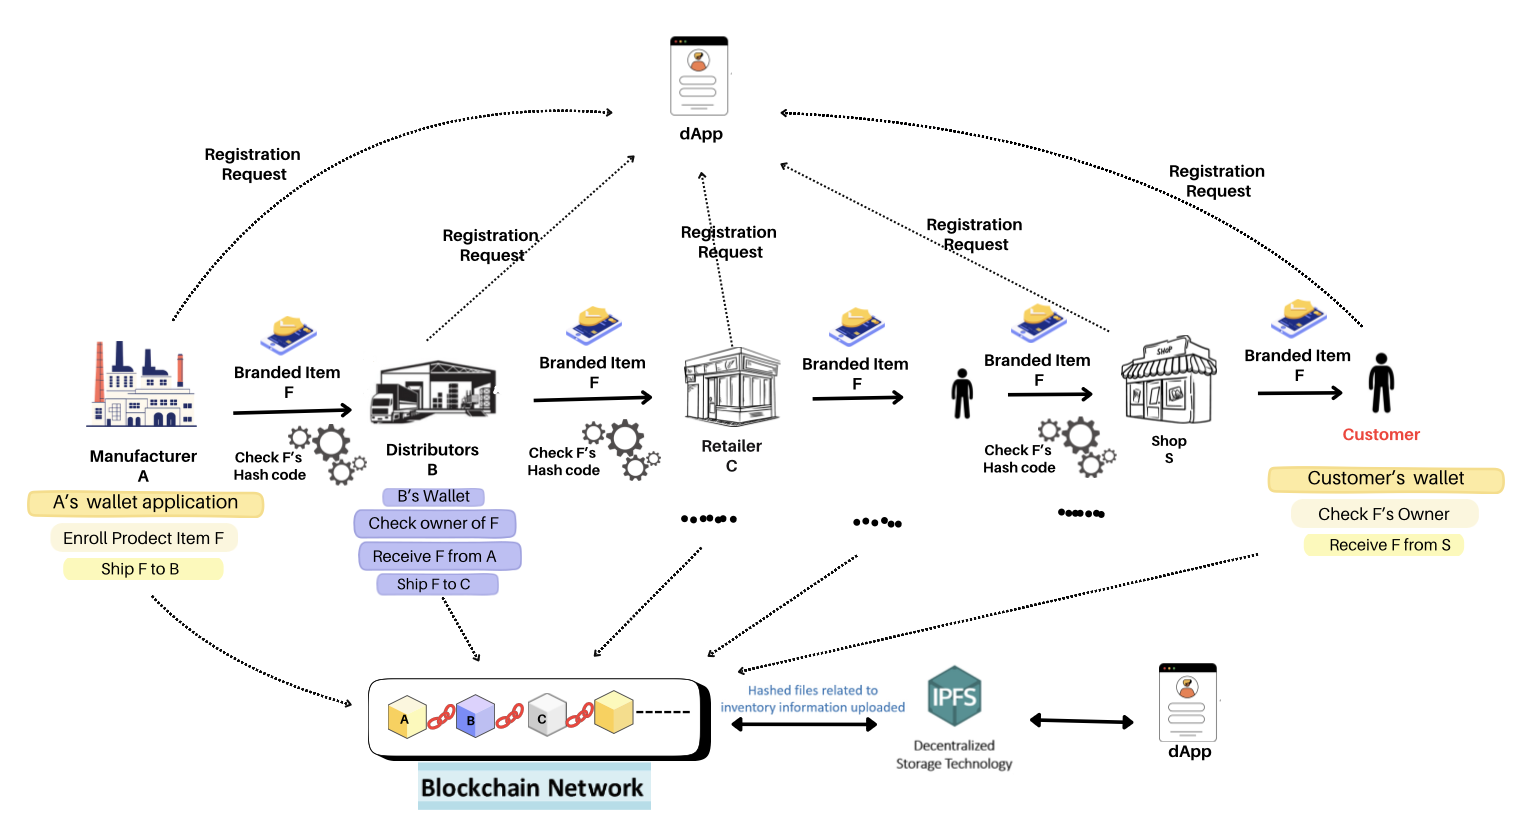 dApp
Registration
Request
Registration
Request
Registration
Request
Registration
Request
Registration
Request
Branded Item
F
Branded Item
F
Branded Item
F
Branded Item
F
Branded Item
F
SHOP
Manufacturer
A
Check F's
Hash code
Distributors
B
Check F's
Hash code
Retailer
C
Check F's
Hash code
Shop
S
Customer
A's wallet application
Enroll Prodect Item F
Ship F to B
B's Wallet
Check owner of F
Receive F from A
Ship F to C
Customer's wallet
Check F's Owner
Receive F from S
A
B
C
Blockchain Network
Hashed files related to
inventory information uploaded
IPFS
Decentralized
Storage Technology
dApp